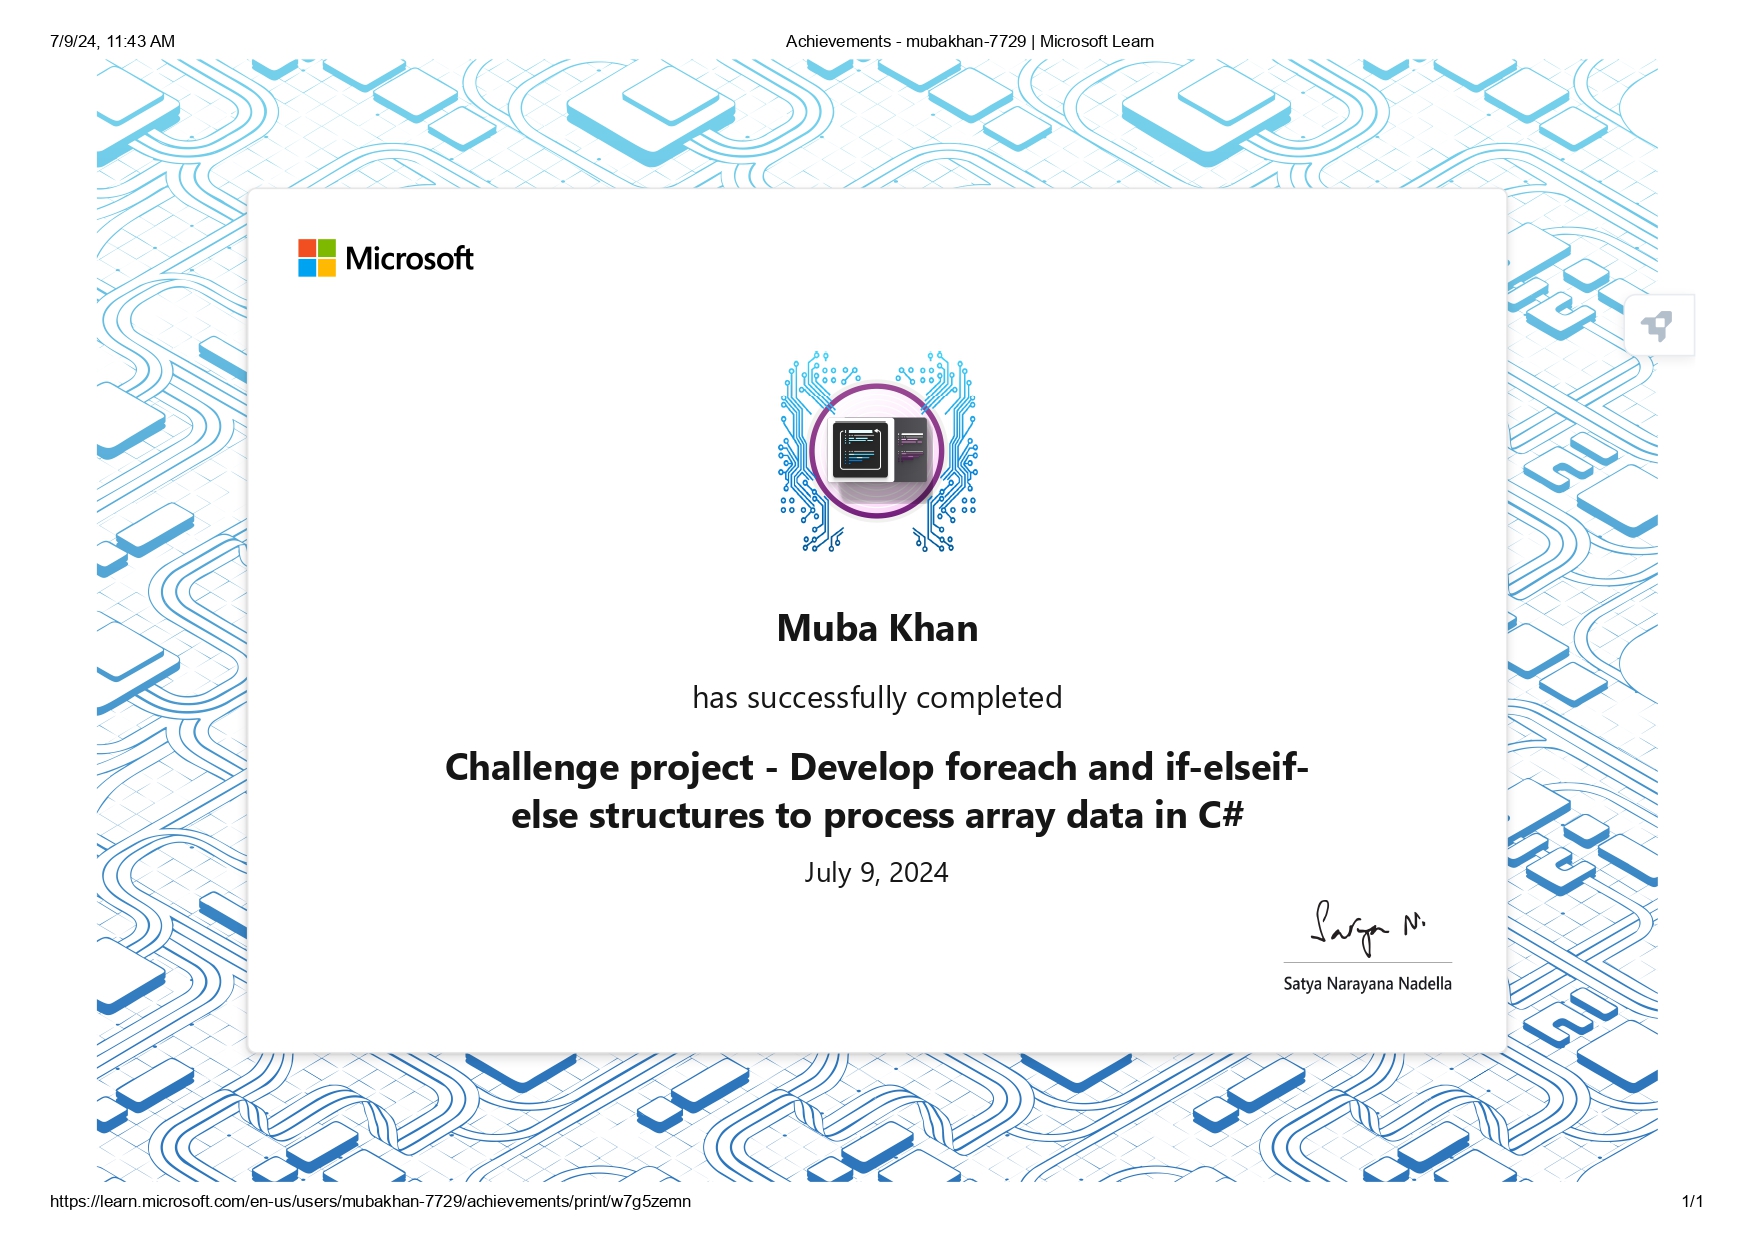 7/9/24, 11:43 AM
Achievements - mubakhan-7729 | Microsoft Learn
Microsoft
Muba Khan
has successfully completed
Challenge project - Develop foreach and if-elseif-
else structures to process array data in C#
July 9, 2024
Satya N.
Satya Narayana Nadella
https://learn.microsoft.com/en-us/users/mubakhan-7729/achievements/print/w7g5zemn
1/1